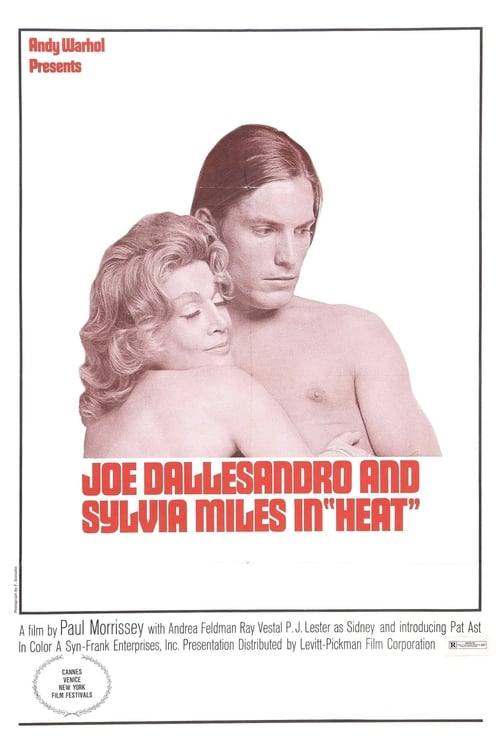 Andy Warhol
Presents
JOE DALLESANDRO AND
SYLVIA MILES IN "HEAT"
A film by Paul Morrissey with Andrea Feldman Ray Vestal P.J. Lester as Sidney and introducing Pat Ast
In Color A Syn-Frank Enterprises, Inc. Presentation Distributed by Levitt-Pickman Film Corporation
R
CANNES
VENICE
NEW YORK
FILM FESTIVALS